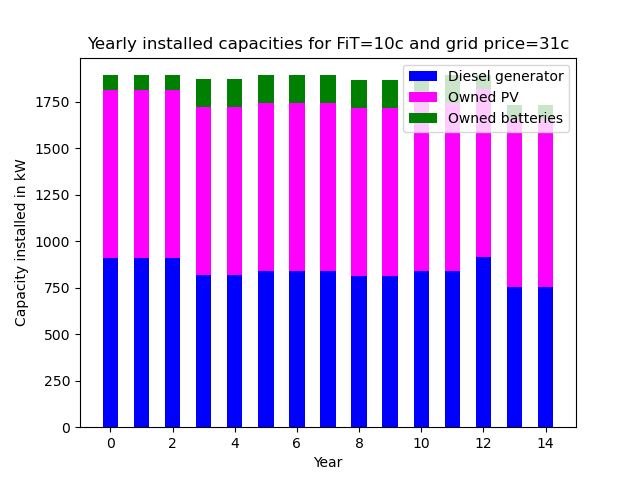 Yearly installed capacities for FiT=10c and grid price=31c
Diesel generator
Owned PV
Owned batteries
Capacity installed in kW
1750
1500
1250
1000
750
500
250
0
0 2 4 6 8 10 12 14
Year